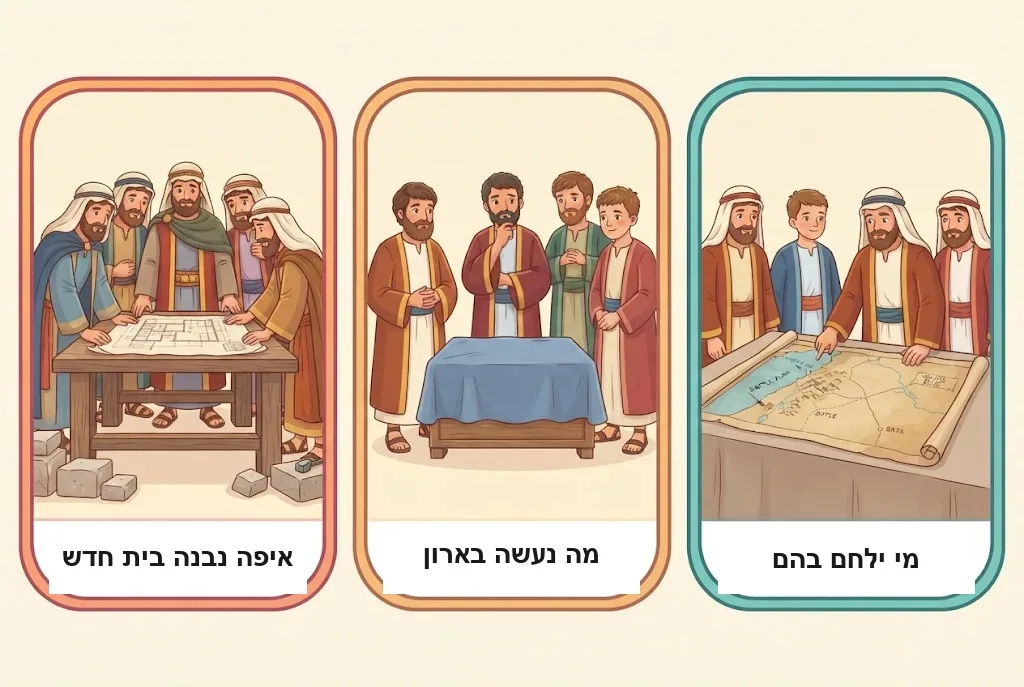 איפה נבנה בית חדש
מה נעשה בארון
מי ילחם בהם